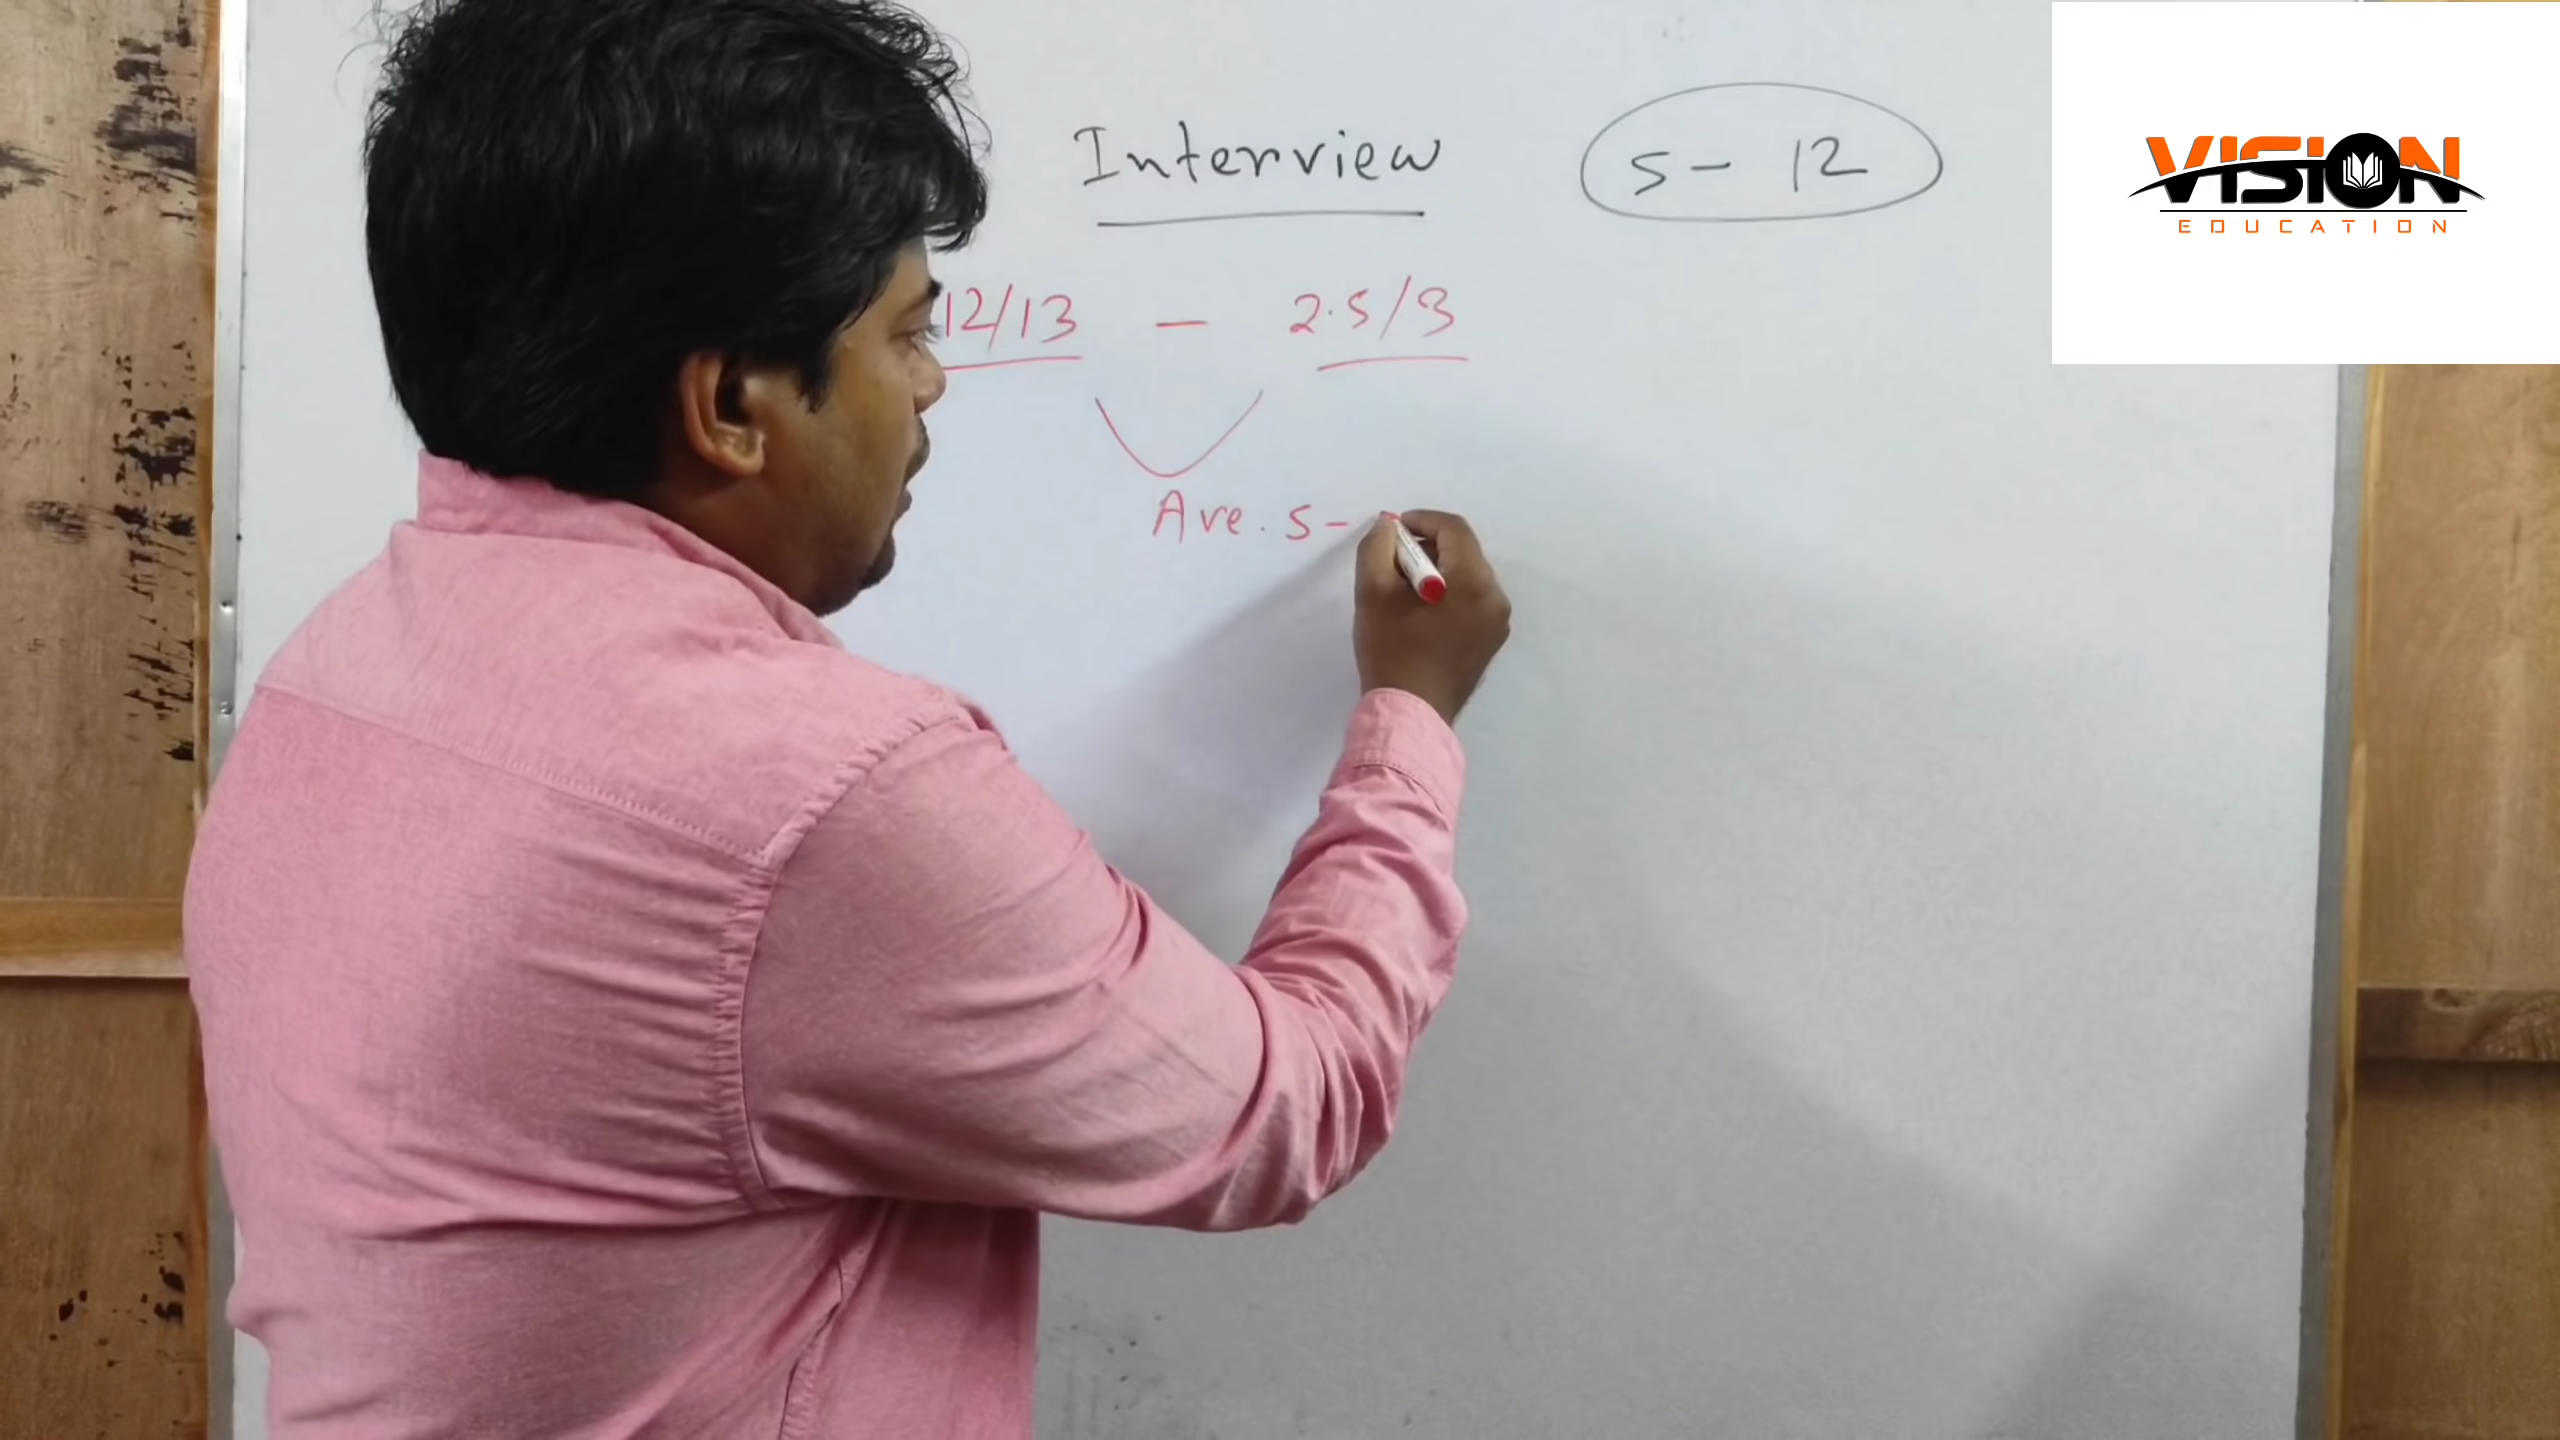 Interview 5 - 12
VISION
EDUCATION
12/13 - 2.5/3
Ave. 5-